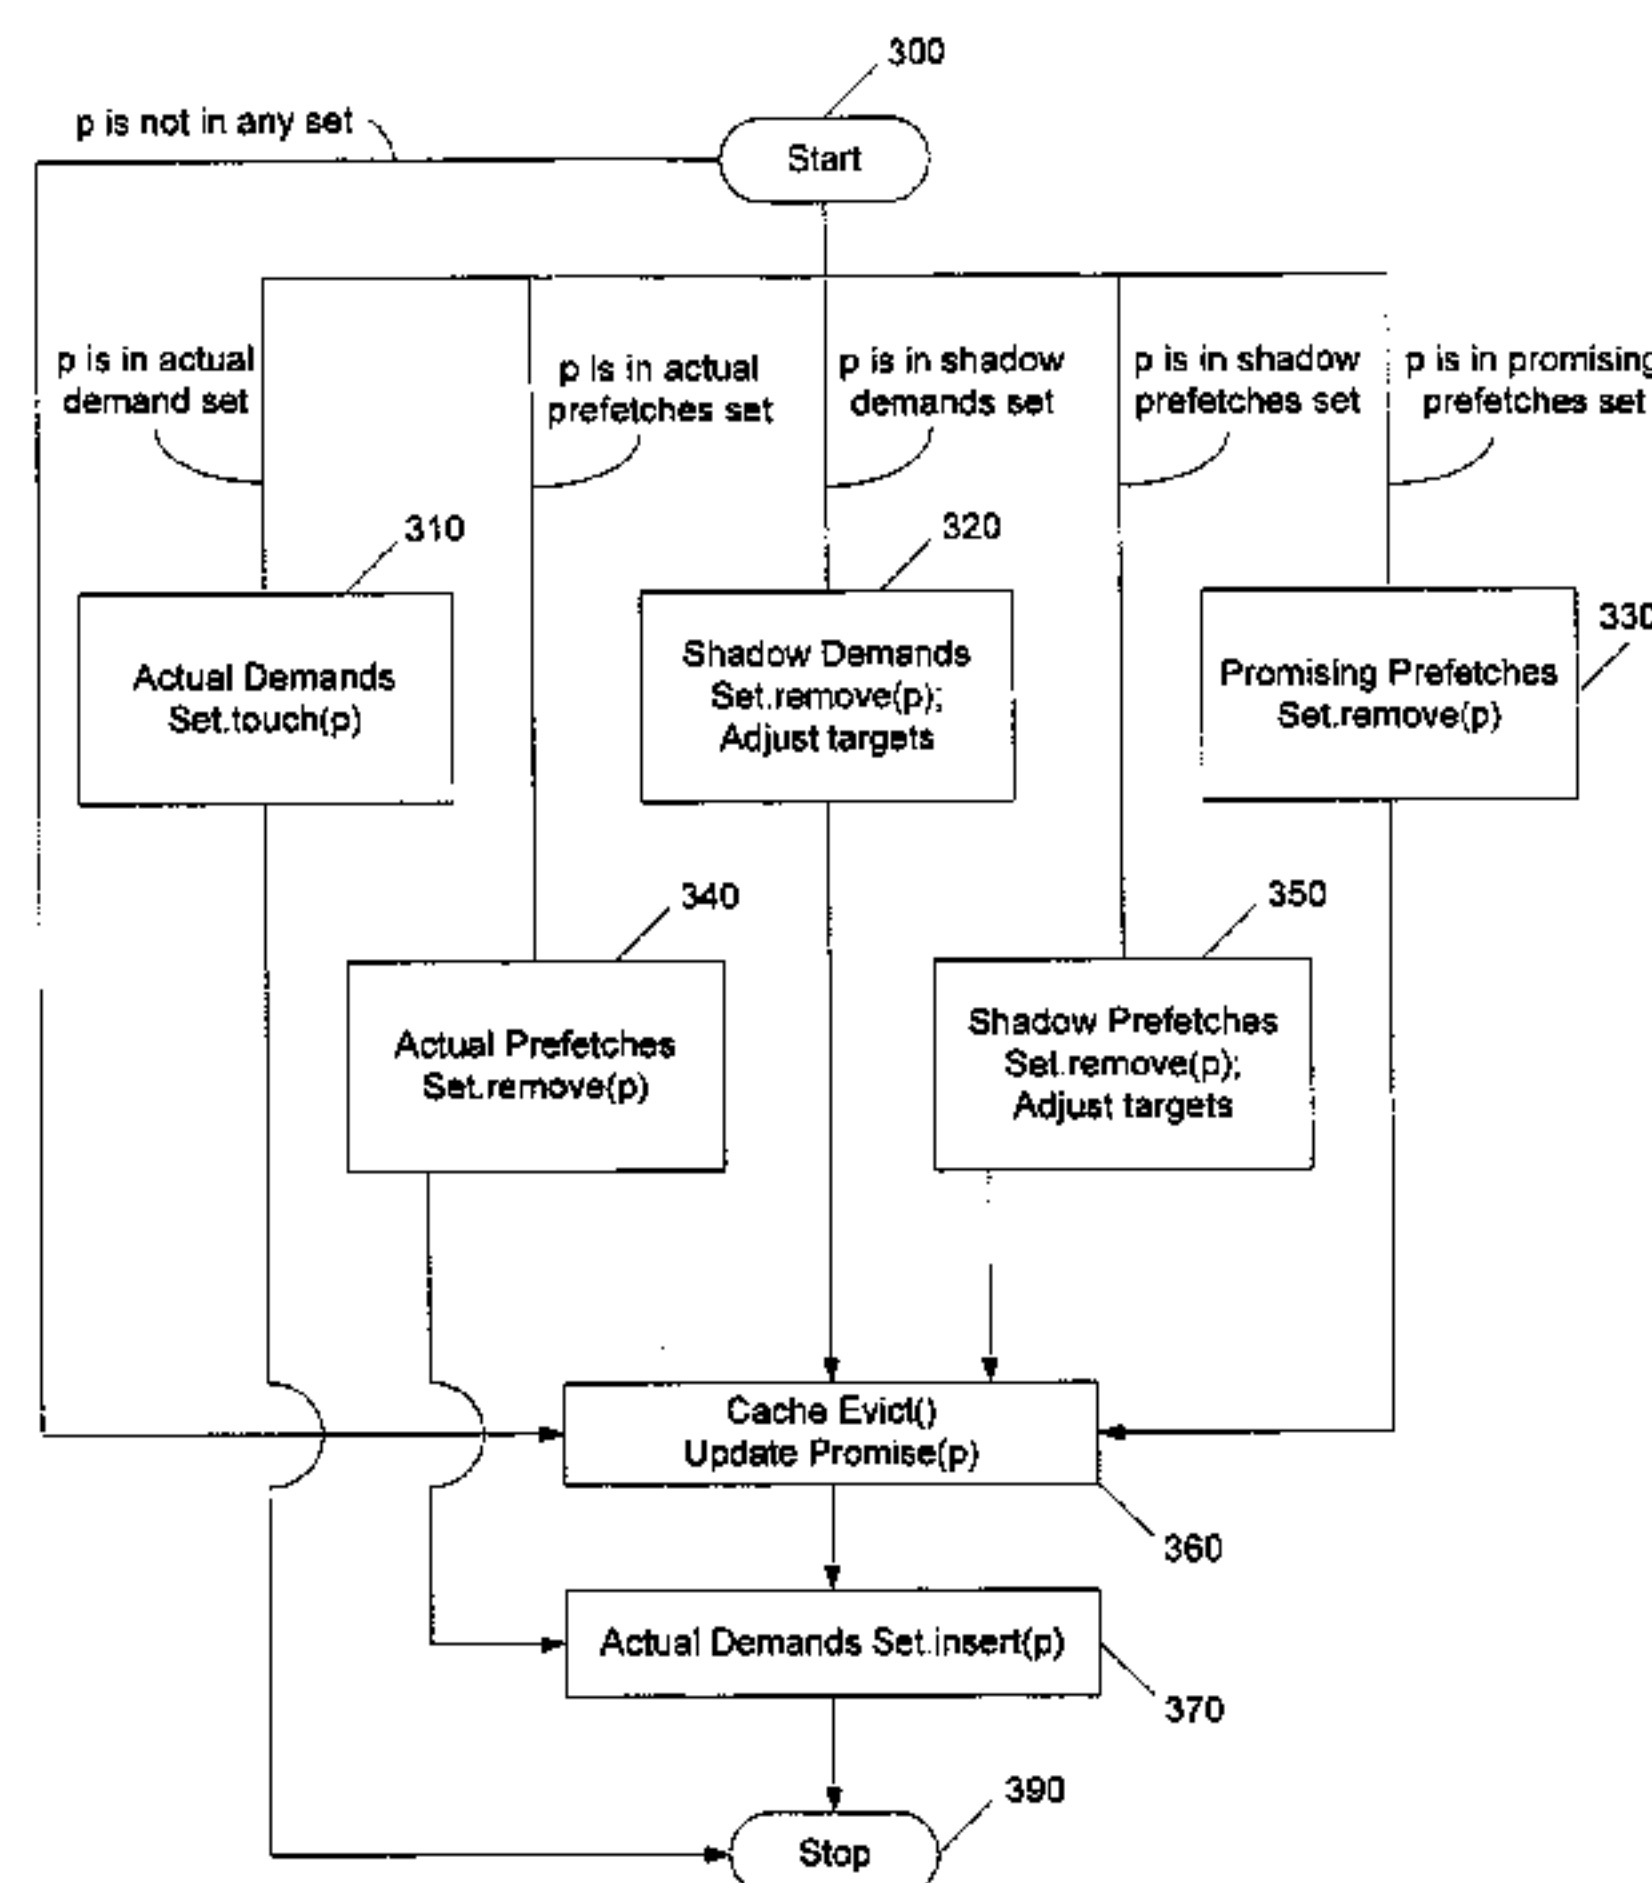 300
p is not in any set
Start
p is in actual
demand set
p is in actual
prefetches set
p is in shadow
demands set
p is in shadow
prefetches set
p is in promising
prefetches set
310
320
330
Actual Demands
Set.touch(p)
Shadow Demands
Set.remove(p);
Adjust targets
Promising Prefetches
Set.remove(p)
340
350
Actual Prefetches
Set.remove(p)
Shadow Prefetches
Set.remove(p);
Adjust targets
Cache Evict()
Update Promise(p)
360
Actual Demands Set.insert(p)
370
390
Stop